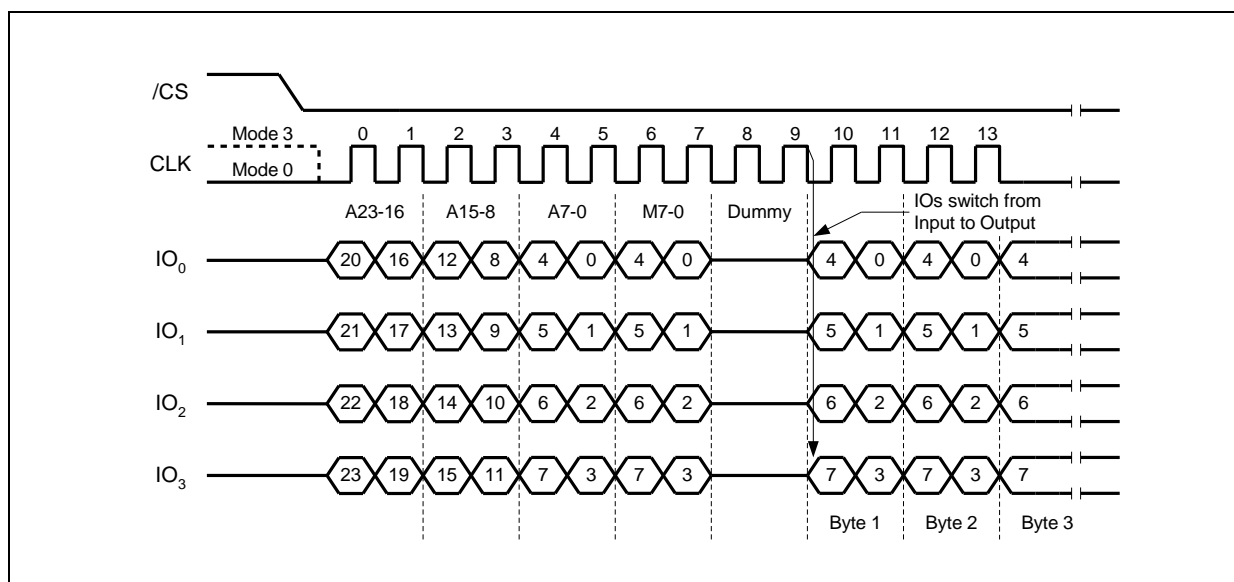 /CS
Mode 3 0 1 2 3 4 5 6 7 8 9 10 11 12 13
CLK
Mode 0
A23-16 A15-8 A7-0 M7-0 Dummy
IOs switch from
Input to Output
IO0 20 16 12 8 4 0 4 0 4 0 4 0 4
IO1 21 17 13 9 5 1 5 1 5 1 5 1 5
IO2 22 18 14 10 6 2 6 2 6 2 6 2 6
IO3 23 19 15 11 7 3 7 3 7 3 7 3 7
Byte 1 Byte 2 Byte 3